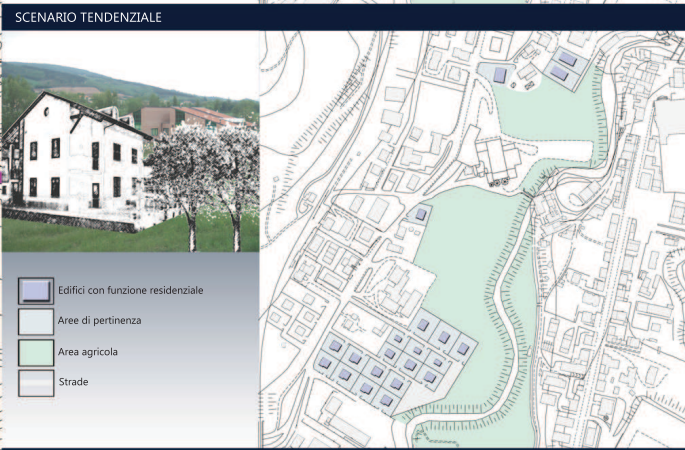 SCENARIO TENDENZIALE
Edifici con funzione residenziale
Aree di pertinenza
Area agricola
Strade